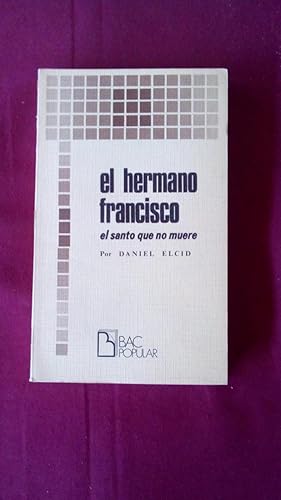 el hermano
francisco
el santo que no muere
Por DANIEL ELCID
BAC
POPULAR